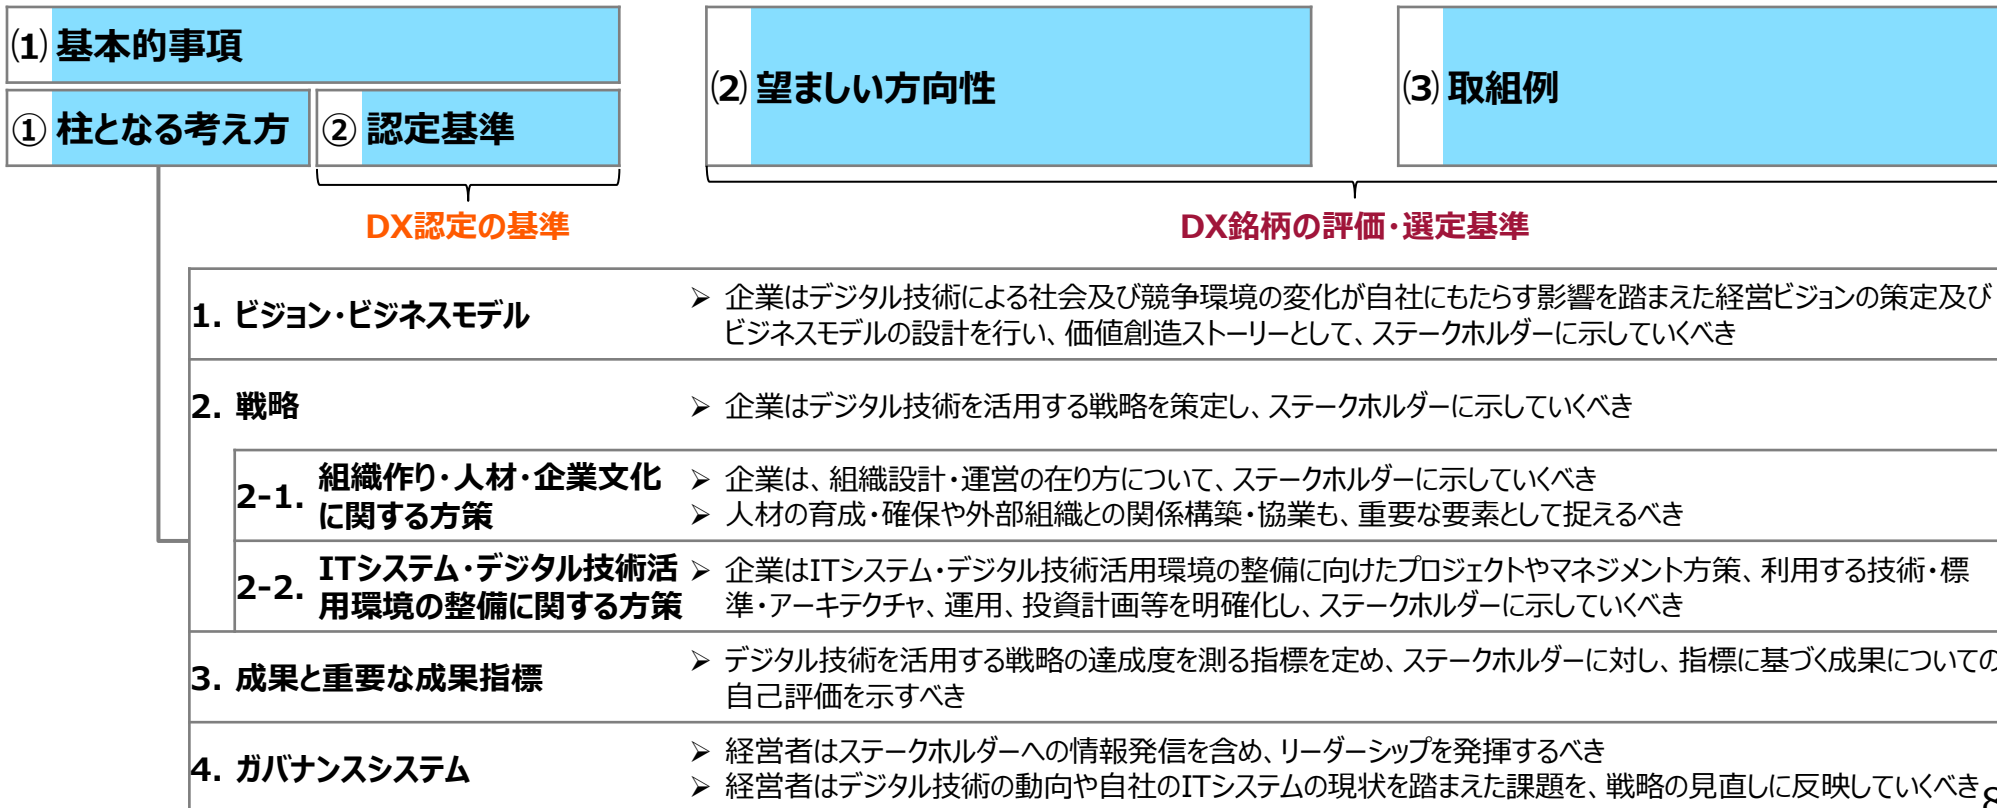 ⑴ 基本的事項
① 柱となる考え方
② 認定基準
⑵ 望ましい方向性
⑶ 取組例
DX認定の基準
DX銘柄の評価・選定基準
1. ビジョン・ビジネスモデル
➢ 企業はデジタル技術による社会及び競争環境の変化が自社にもたらす影響を踏まえた経営ビジョンの策定及び
ビジネスモデルの設計を行い、価値創造ストーリーとして、ステークホルダーに示していくべき
2. 戦略
➢ 企業はデジタル技術を活用する戦略を策定し、ステークホルダーに示していくべき
2-1. 組織作り・人材・企業文化
に関する方策
➢ 企業は、組織設計・運営の在り方について、ステークホルダーに示していくべき
➢ 人材の育成・確保や外部組織との関係構築・協業も、重要な要素として捉えるべき
2-2. ITシステム・デジタル技術活
用環境の整備に関する方策
➢ 企業はITシステム・デジタル技術活用環境の整備に向けたプロジェクトやマネジメント方策、利用する技術・標
準・アーキテクチャ、運用、投資計画等を明確化し、ステークホルダーに示していくべき
3. 成果と重要な成果指標
➢ デジタル技術を活用する戦略の達成度を測る指標を定め、ステークホルダーに対し、指標に基づく成果についての
自己評価を示すべき
4. ガバナンスシステム
➢ 経営者はステークホルダーへの情報発信を含め、リーダーシップを発揮するべき
➢ 経営者はデジタル技術の動向や自社のITシステムの現状を踏まえた課題を、戦略の見直しに反映していくべき